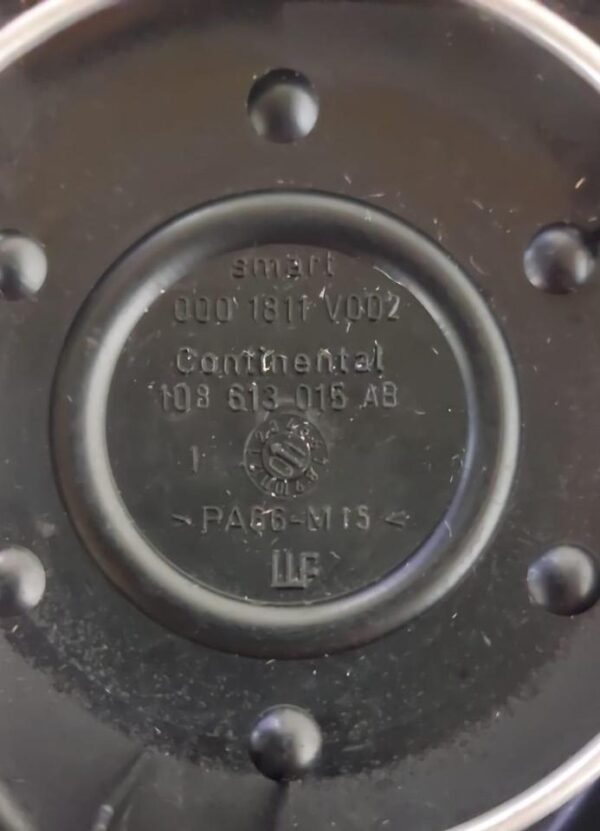 smart
000 1811 V002
Continental
108 613 015 AB
1
>PA66-M15<